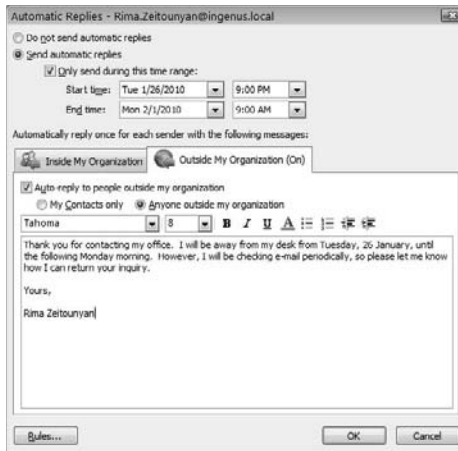 Automatic Replies - Rima.Zeitounyan@ingenus.local
Do not send automatic replies
Send automatic replies
Only send during this time range:
Start time: Tue 1/26/2010 9:00 PM
End time: Mon 2/1/2010 9:00 AM
Automatically reply once for each sender with the following messages:
Inside My Organization Outside My Organization (On)
Auto-reply to people outside my organization
My Contacts only Anyone outside my organization
Tahoma 8 B I U A
Thank you for contacting my office. I will be away from my desk from Tuesday, 26 January, until
the following Monday morning. However, I will be checking e-mail periodically, so please let me know
how I can return your inquiry.
Yours,
Rima Zeitounyan
Rules... OK Cancel